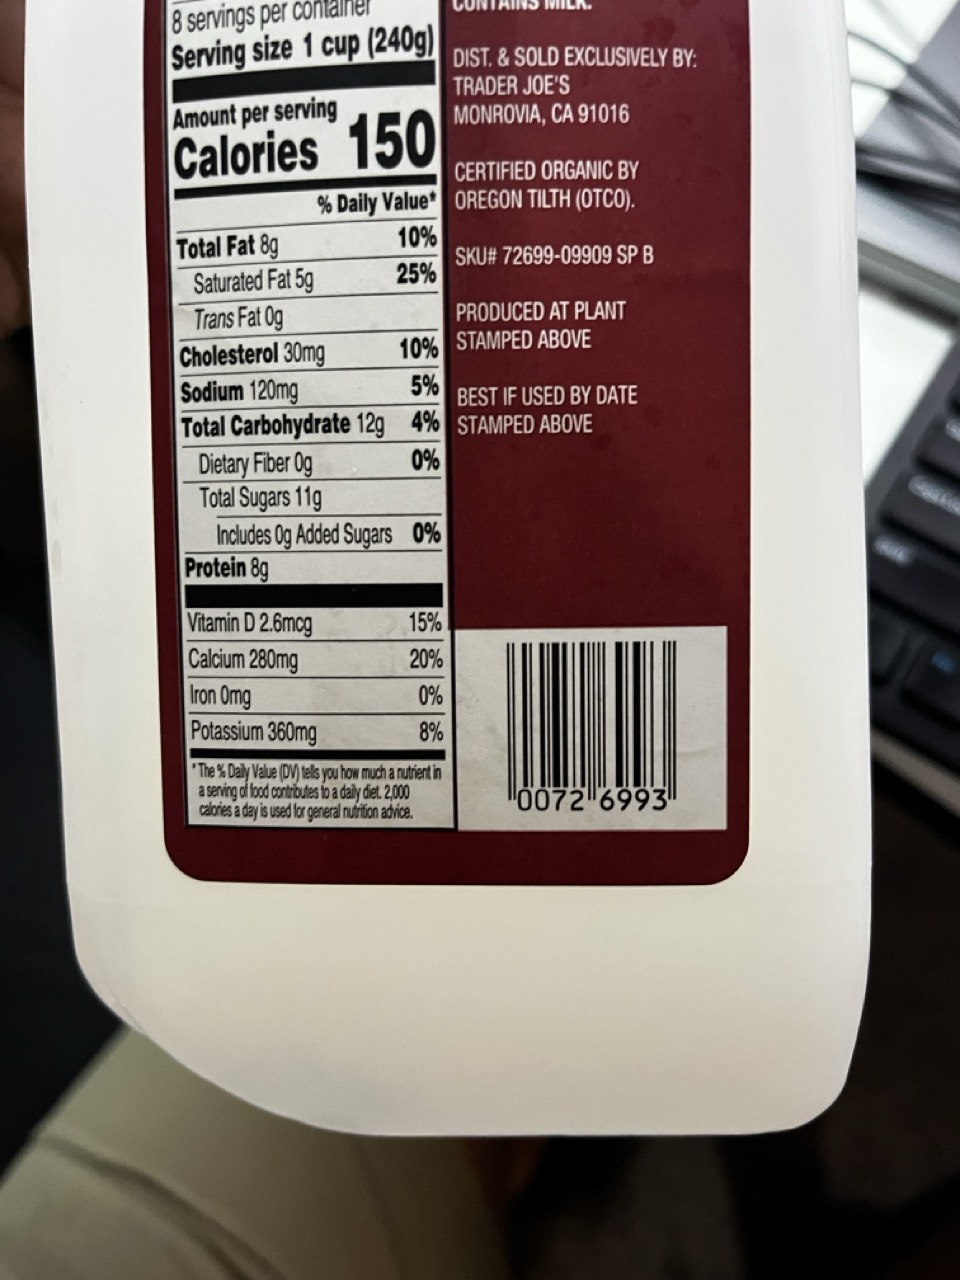 8 servings per container
Serving size 1 cup (240g)
Amount per serving
Calories 150
% Daily Value*
Total Fat 8g 10%
Saturated Fat 5g 25%
Trans Fat 0g
Cholesterol 30mg 10%
Sodium 120mg 5%
Total Carbohydrate 12g 4%
Dietary Fiber 0g 0%
Total Sugars 11g
Includes 0g Added Sugars 0%
Protein 8g
Vitamin D 2.6mcg 15%
Calcium 280mg 20%
Iron 0mg 0%
Potassium 360mg 8%
*The % Daily Value (DV) tells you how much a nutrient in
a serving of food contributes to a daily diet. 2,000
calories a day is used for general nutrition advice.
CONTAINS MILK.
DIST. & SOLD EXCLUSIVELY BY:
TRADER JOE'S
MONROVIA, CA 91016
CERTIFIED ORGANIC BY
OREGON TILTH (OTCO).
SKU# 72699-09909 SP B
PRODUCED AT PLANT
STAMPED ABOVE
BEST IF USED BY DATE
STAMPED ABOVE
0072 6993